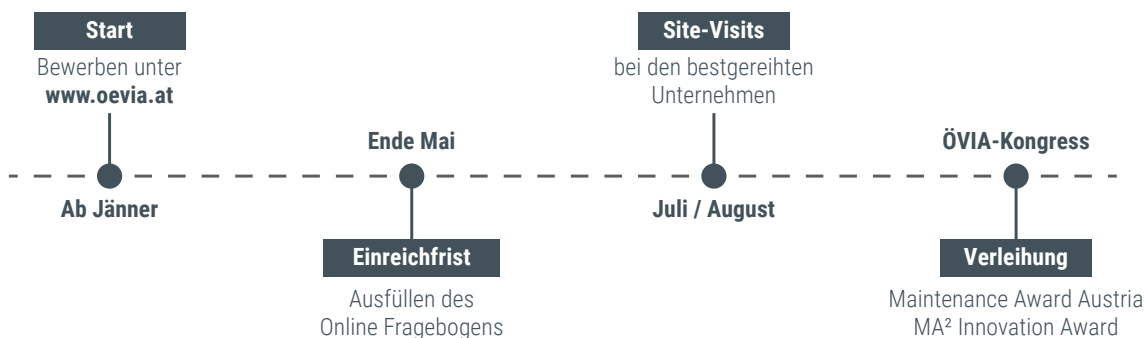 Start
Bewerben unter
www.oevia.at
Ab Jänner
Ende Mai
Einreichfrist
Ausfüllen des
Online Fragebogens
Site-Visits
bei den bestgereihten
Unternehmen
Juli / August
ÖVIA-Kongress
Verleihung
Maintenance Award Austria
MA² Innovation Award